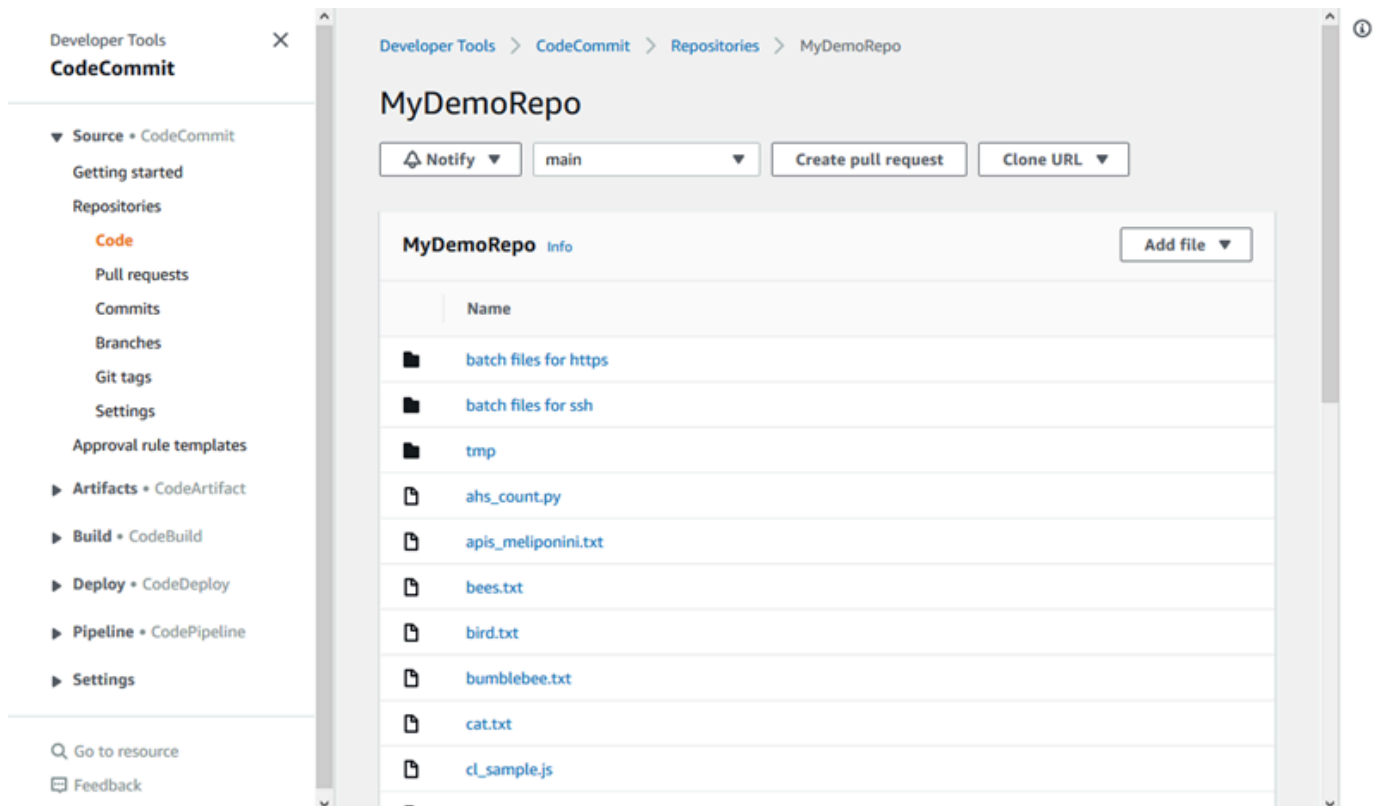 Developer Tools
CodeCommit
Source • CodeCommit
Getting started
Repositories
Code
Pull requests
Commits
Branches
Git tags
Settings
Approval rule templates
Artifacts • CodeArtifact
Build • CodeBuild
Deploy • CodeDeploy
Pipeline • CodePipeline
Settings
Go to resource
Feedback
Developer Tools > CodeCommit > Repositories > MyDemoRepo
MyDemoRepo
Notify main Create pull request Clone URL
MyDemoRepo Info Add file
Name
batch files for https
batch files for ssh
tmp
ahs_count.py
apis_meliponini.txt
bees.txt
bird.txt
bumblebee.txt
cat.txt
cl_sample.js